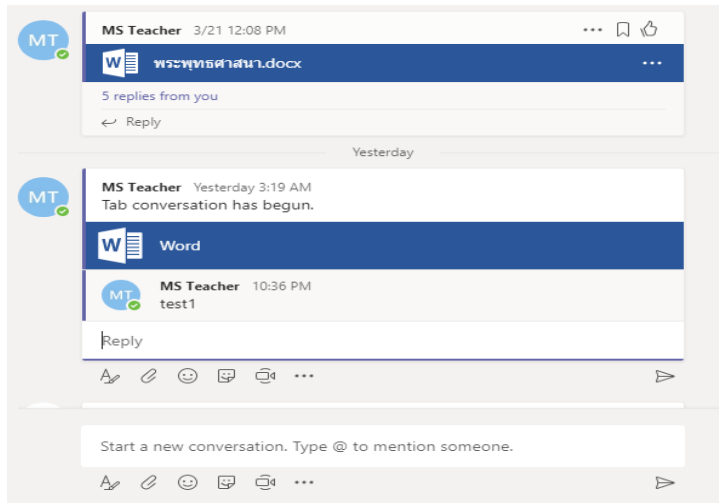 MT
MS Teacher 3/21 12:08 PM
W พระพุทธศาสนา.docx
5 replies from you
Reply
Yesterday
MT
MS Teacher Yesterday 3:19 AM
Tab conversation has begun.
W Word
MT
MS Teacher 10:36 PM
test1
Reply
Start a new conversation. Type @ to mention someone.